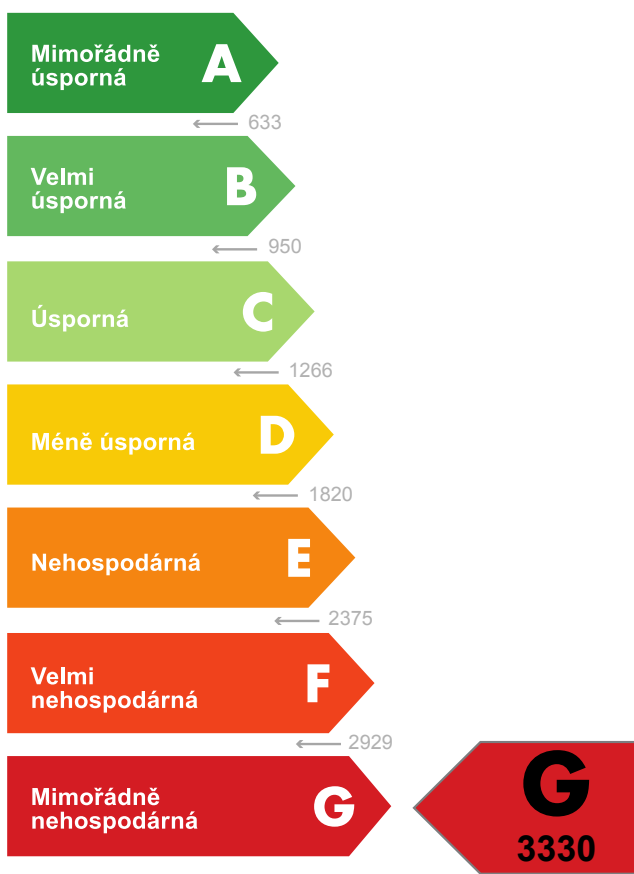 Mimořádně
úsporná
A
633
Velmi
úsporná
B
950
Úsporná
C
1266
Méně úsporná
D
1820
Nehospodárná
E
2375
Velmi
nehospodárná
F
2929
Mimořádně
nehospodárná
G
G
3330